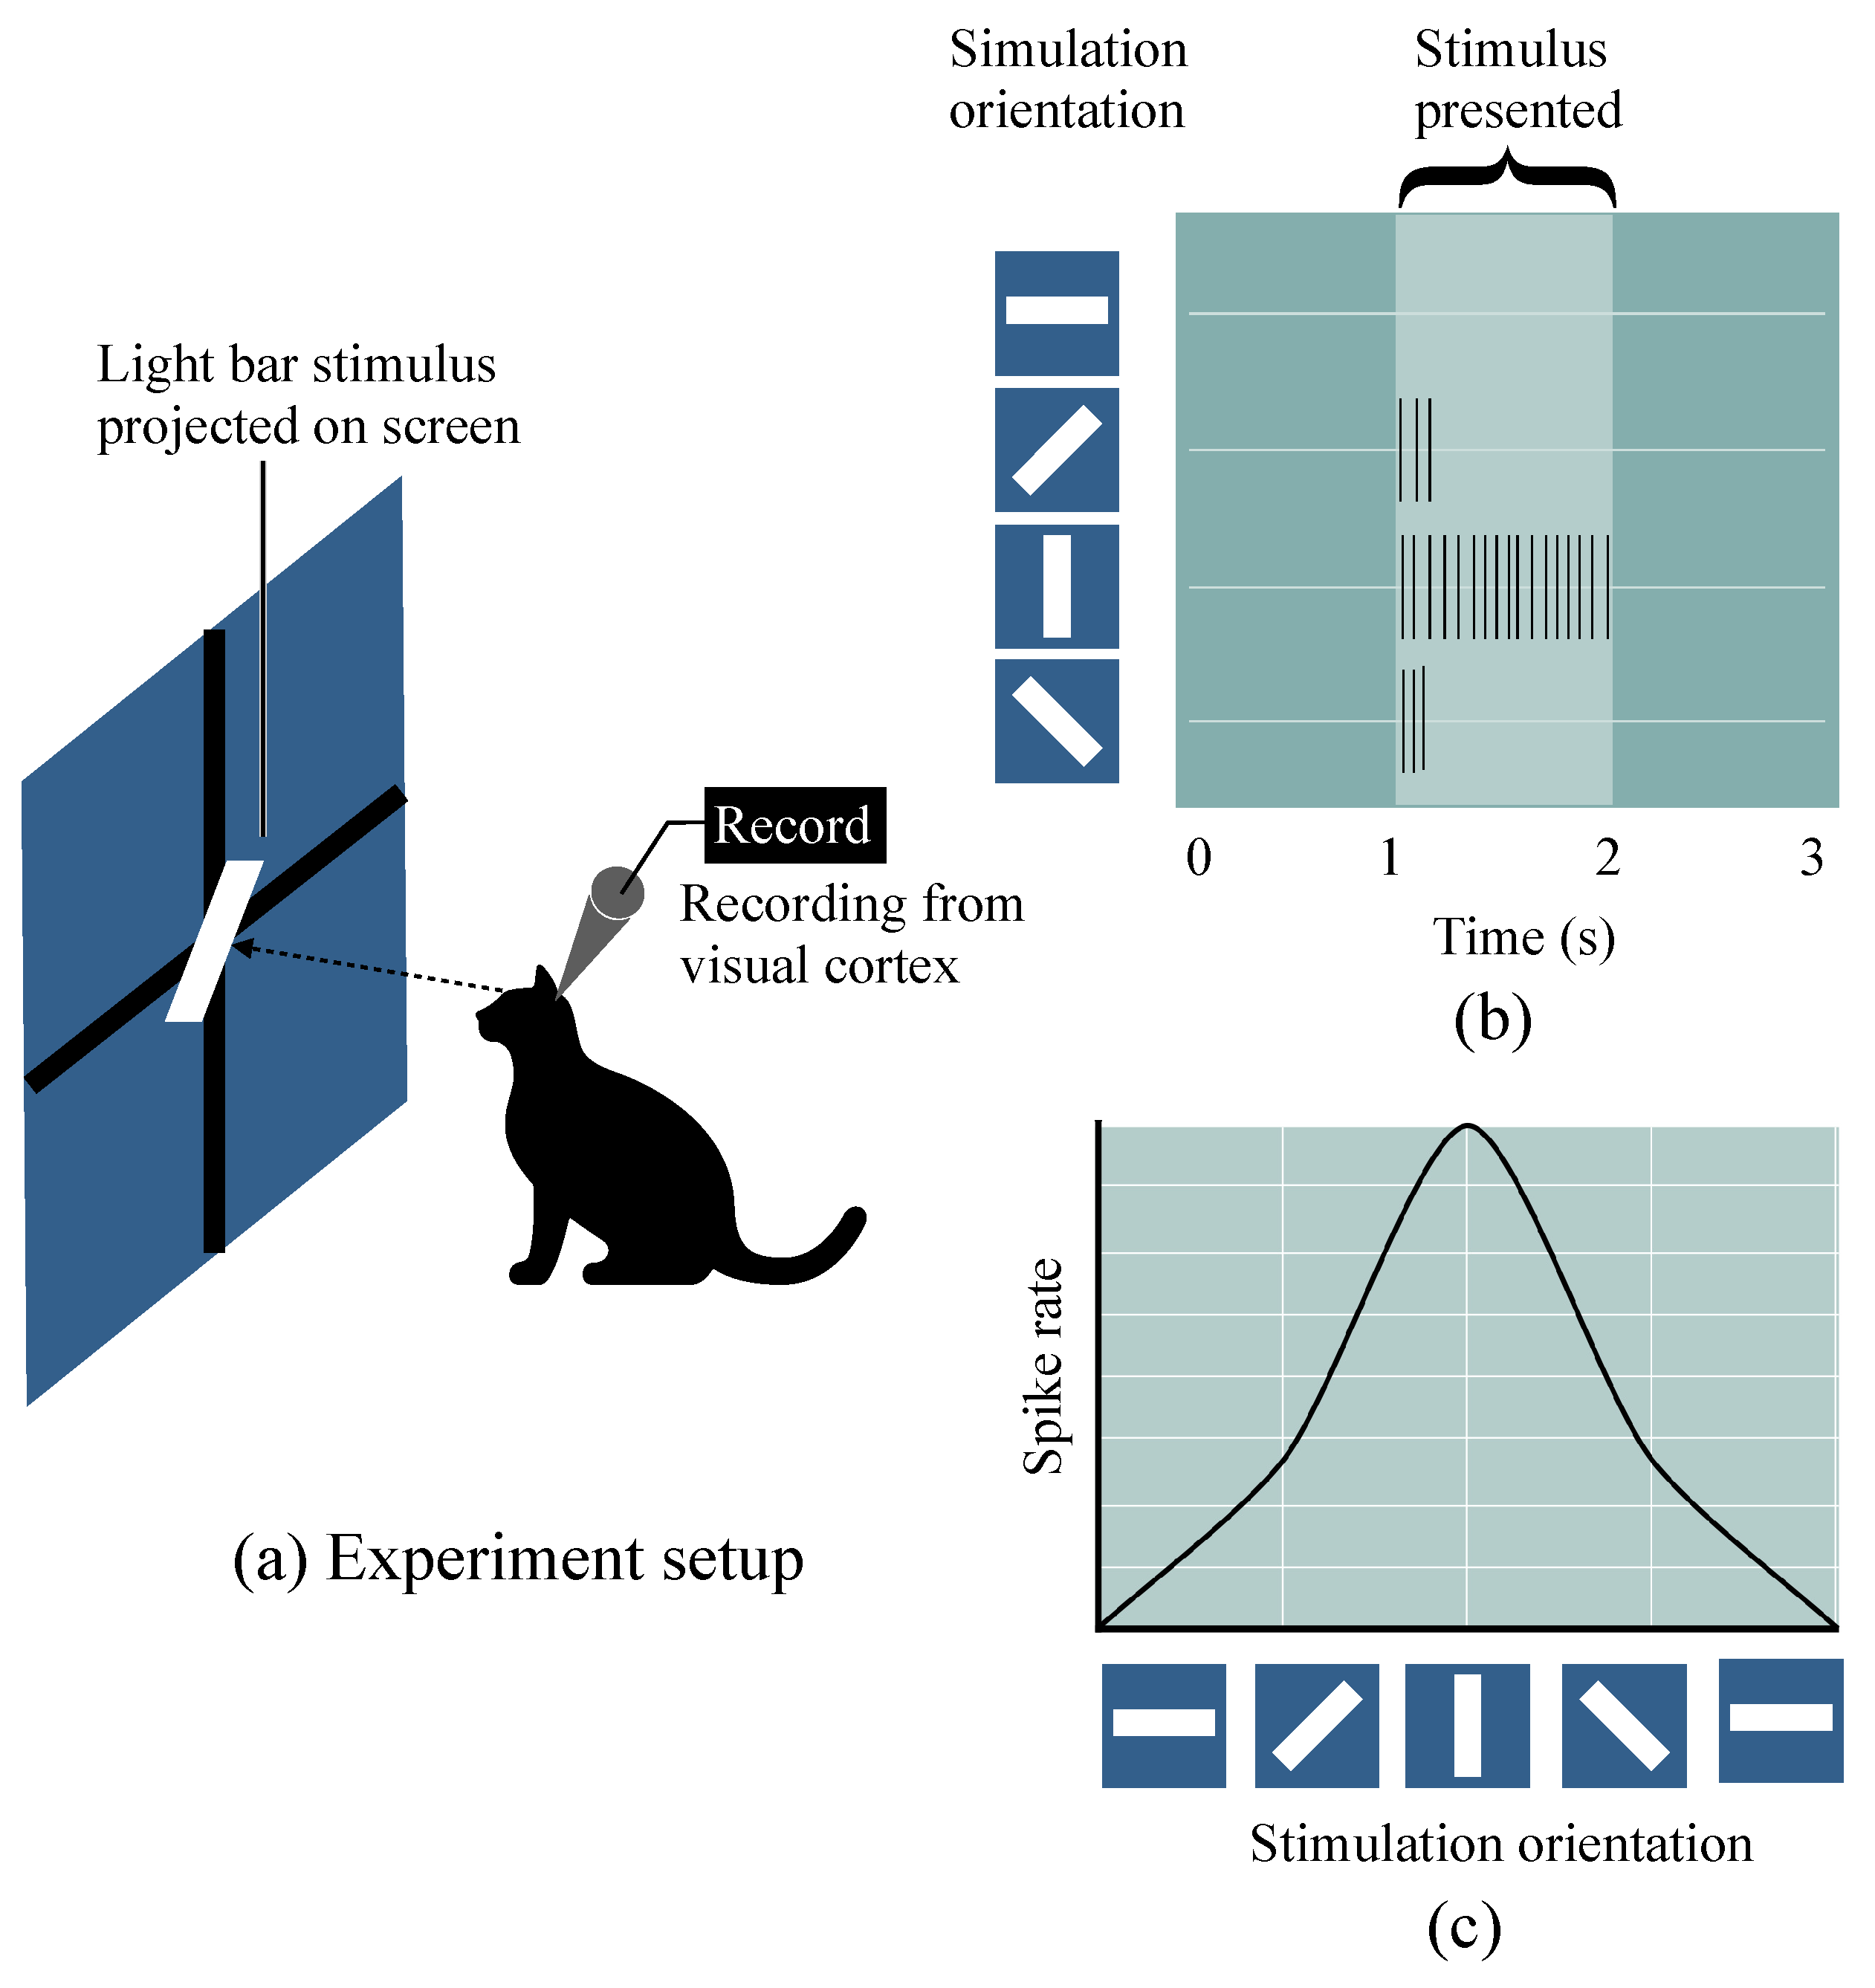 Simulation
orientation
Stimulus
presented
Light bar stimulus
projected on screen
Record
Recording from
visual cortex
0 1 2 3
Time (s)
(b)
Spike rate
(a) Experiment setup
Stimulation orientation
(c)